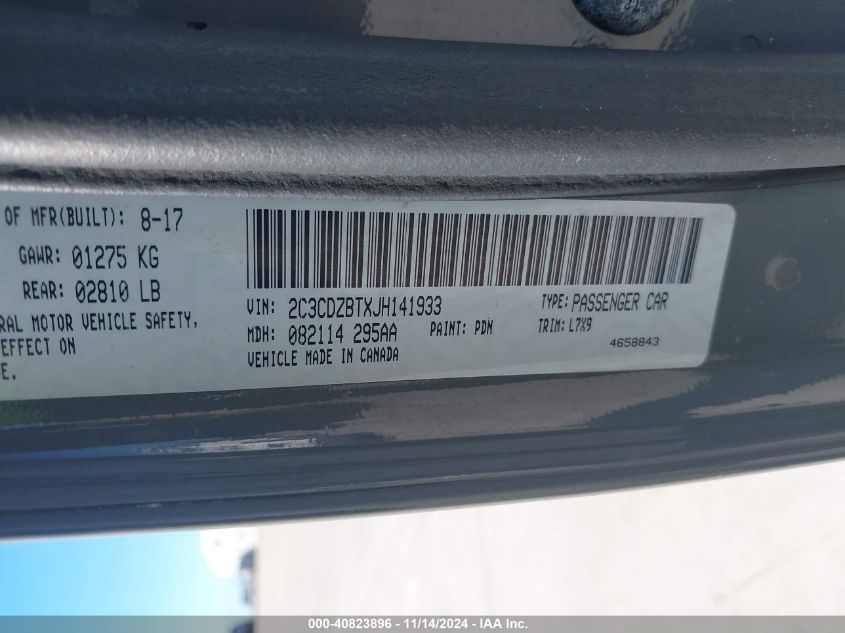 OF MFR(BUILT): 8-17
GAWR: 01275 KG
REAR: 02810 LB
RAL MOTOR VEHICLE SAFETY,
EFFECT ON
E.
VIN: 2C3CDZBTXJH141933
TYPE: PASSENGER CAR
MDH: 082114 295AA
PAINT: PDN
TRIM: L7X9
VEHICLE MADE IN CANADA
4658843
000-40823896 - 11/14/2024 - IAA Inc.